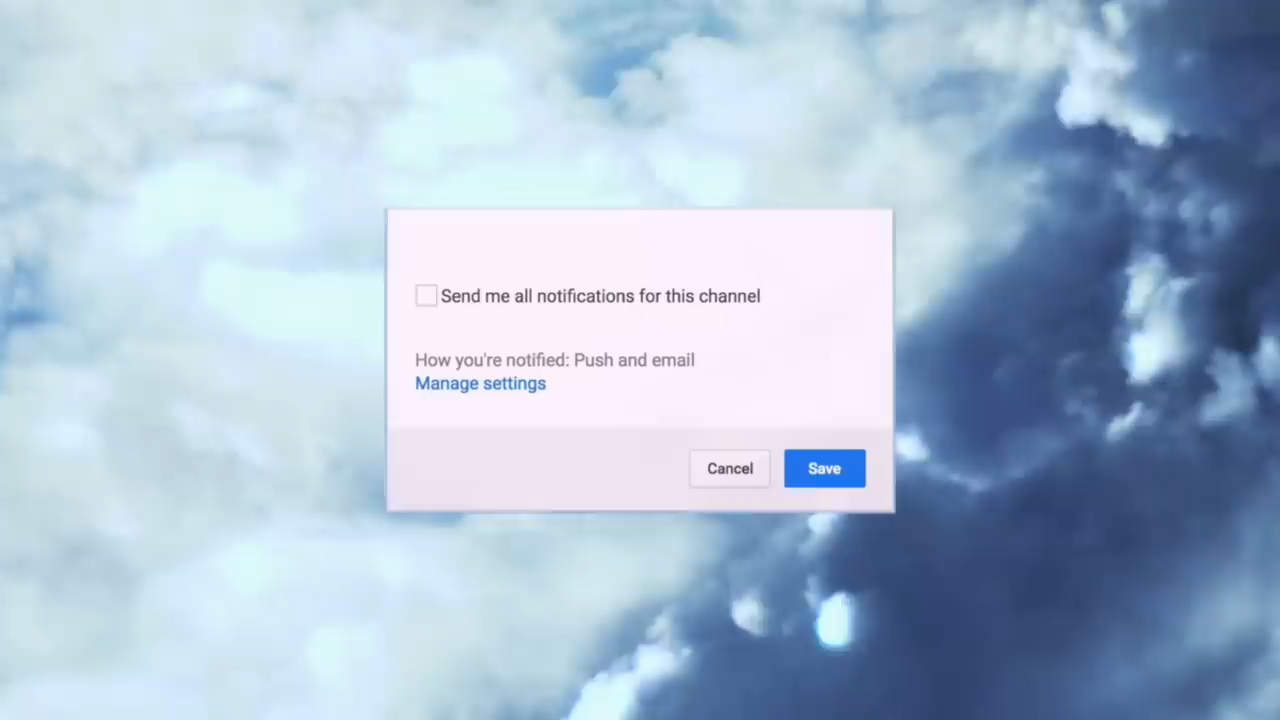 Send me all notifications for this channel
How you're notified: Push and email
Manage settings
Cancel Save